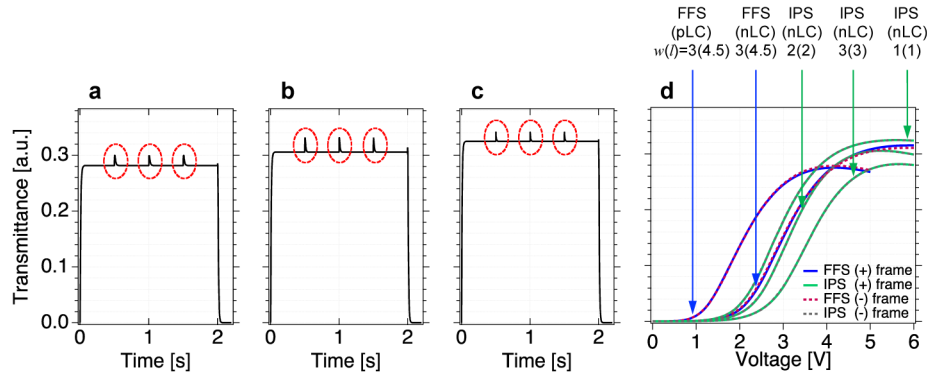 FFS FFS IPS IPS IPS
(pLC) (nLC) (nLC) (nLC) (nLC)
w(l)=3(4.5) 3(4.5) 2(2) 3(3) 1(1)
a b c d
Transmittance [a.u.]
0.3
0.2
0.1
0.0
0 1 2
Time [s]
0 1 2
Time [s]
0 1 2
Time [s]
FFS (+) frame
IPS (+) frame
FFS (-) frame
IPS (-) frame
0 1 2 3 4 5 6
Voltage [V]